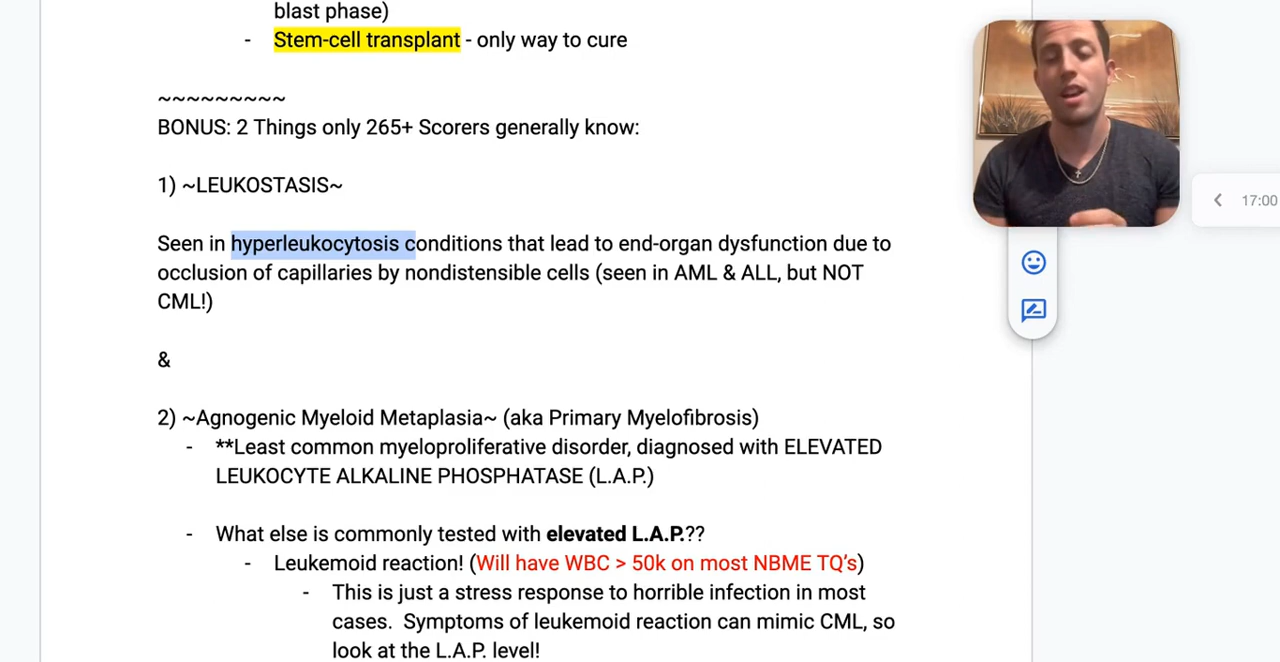 blast phase)
- Stem-cell transplant - only way to cure
~~~~~~~~~
BONUS: 2 Things only 265+ Scorers generally know:
1) ~LEUKOSTASIS~
Seen in hyperleukocytosis conditions that lead to end-organ dysfunction due to
occlusion of capillaries by nondistensible cells (seen in AML & ALL, but NOT
CML!)
&
2) ~Agnogenic Myeloid Metaplasia~ (aka Primary Myelofibrosis)
- **Least common myeloproliferative disorder, diagnosed with ELEVATED
LEUKOCYTE ALKALINE PHOSPHATASE (L.A.P.)
- What else is commonly tested with elevated L.A.P.??
- Leukemoid reaction! (Will have WBC > 50k on most NBME TQ’s)
- This is just a stress response to horrible infection in most
cases. Symptoms of leukemoid reaction can mimic CML, so
look at the L.A.P. level!
17:00